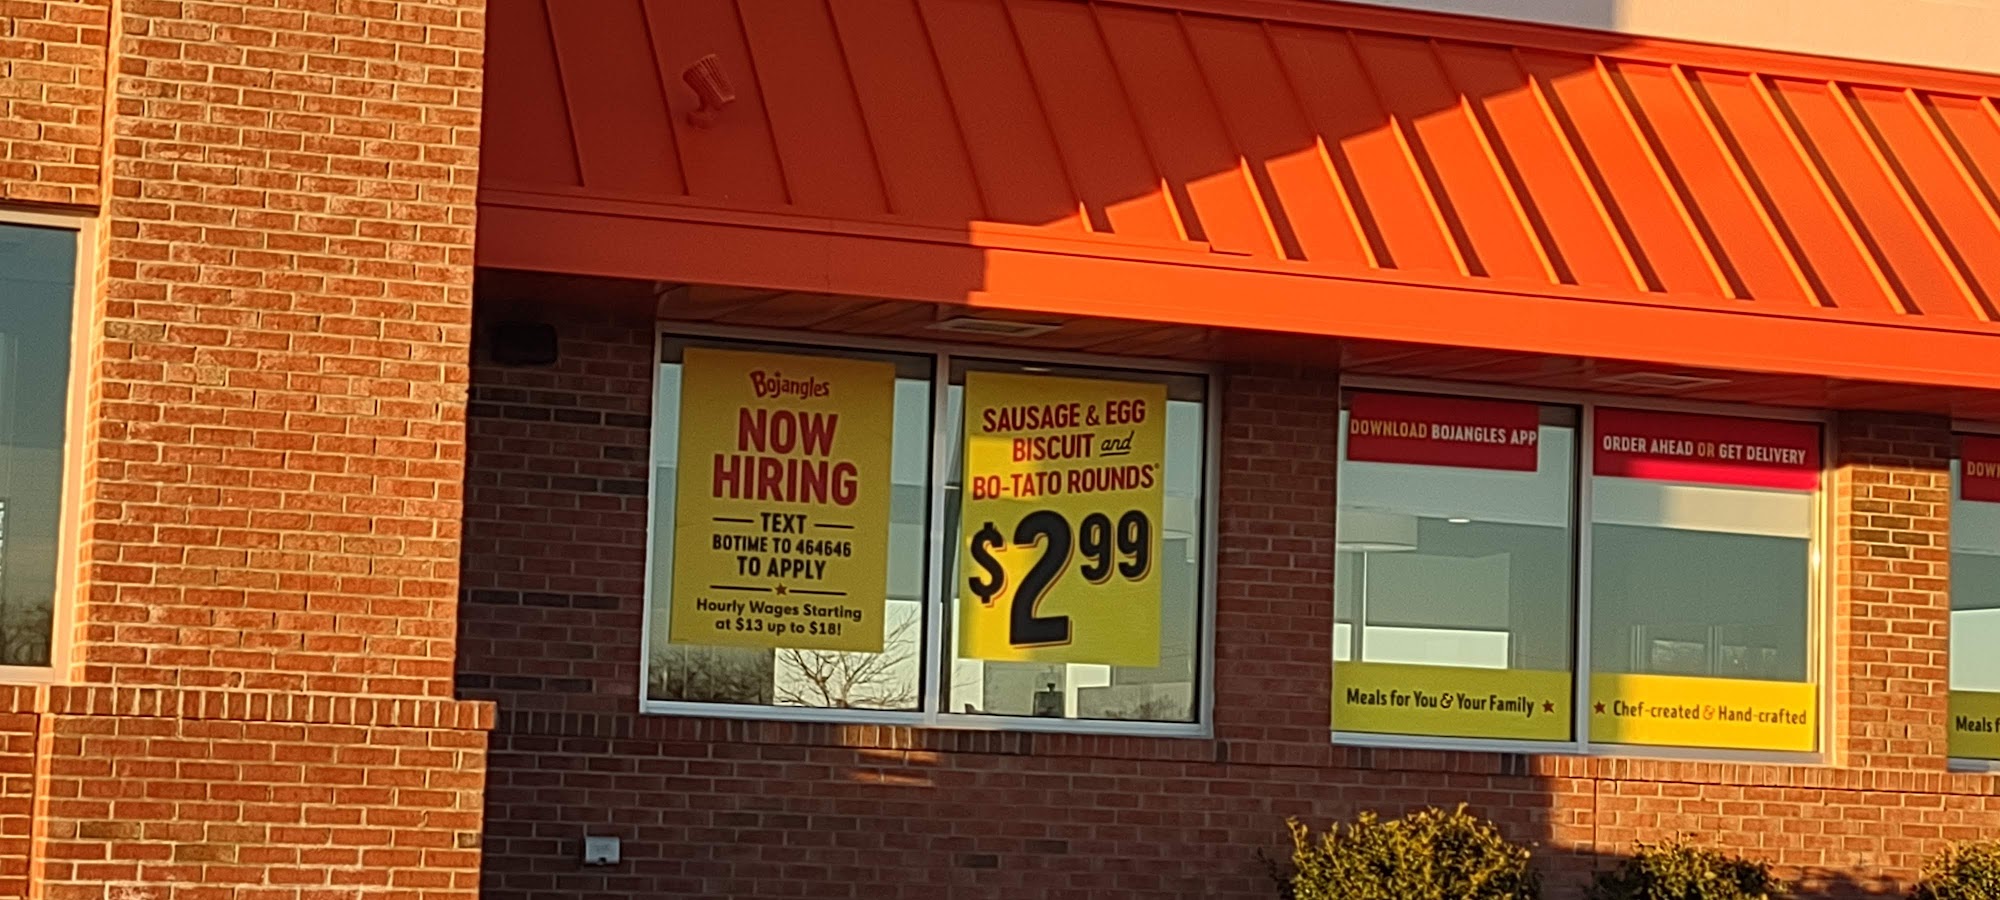 Bojangles
NOW
HIRING
TEXT
BOTIME TO 464646
TO APPLY
Hourly Wages Starting
at $13 up to $18!
SAUSAGE & EGG
BISCUIT and
BO-TATO ROUNDS®
$2.99
DOWNLOAD BOJANGLES APP
ORDER AHEAD OR GET DELIVERY
Meals for You & Your Family
Chef-created & Hand-crafted
Meals